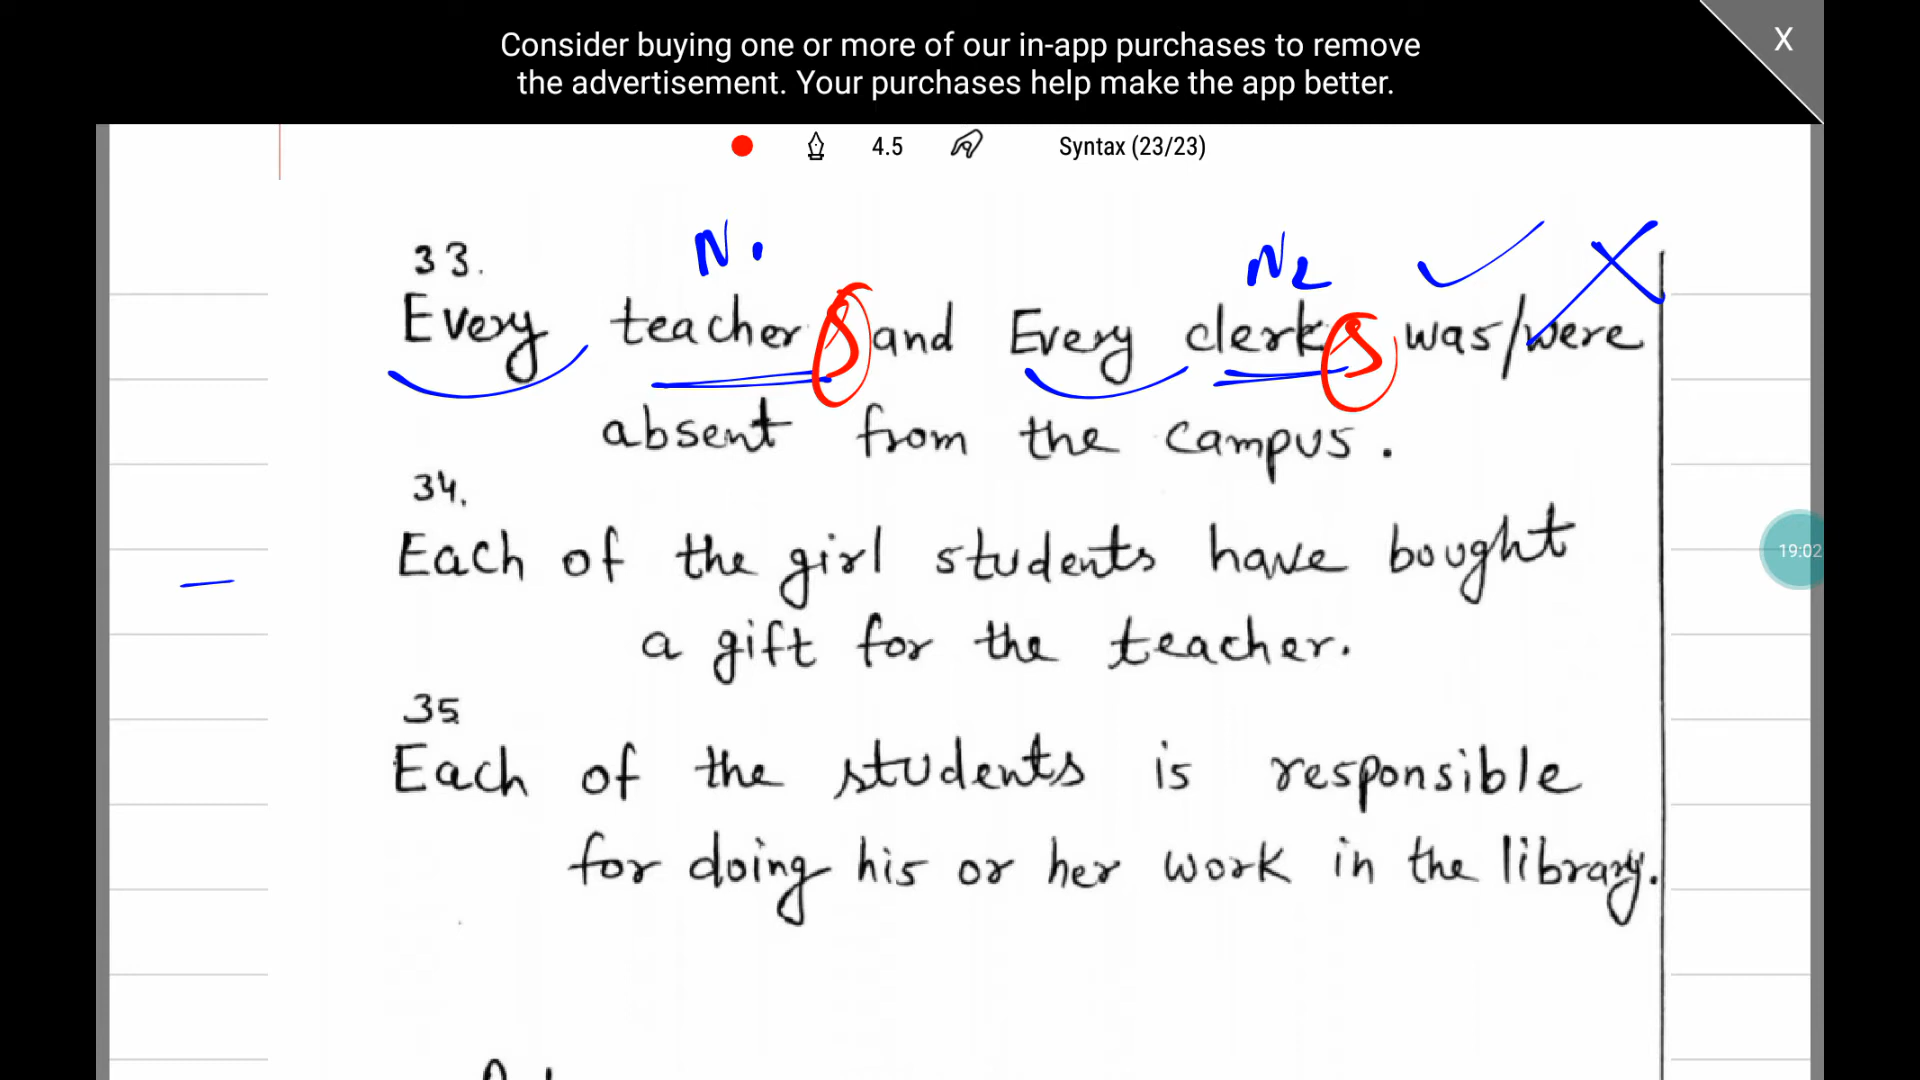 Consider buying one or more of our in-app purchases to remove
the advertisement. Your purchases help make the app better.
X
4.5 Syntax (23/23)
N1 N2
33.
Every teacher s and Every clerk s was/were
absent from the campus.
34.
Each of the girl students have bought
a gift for the teacher.
19:02
35
Each of the students is responsible
for doing his or her work in the library.